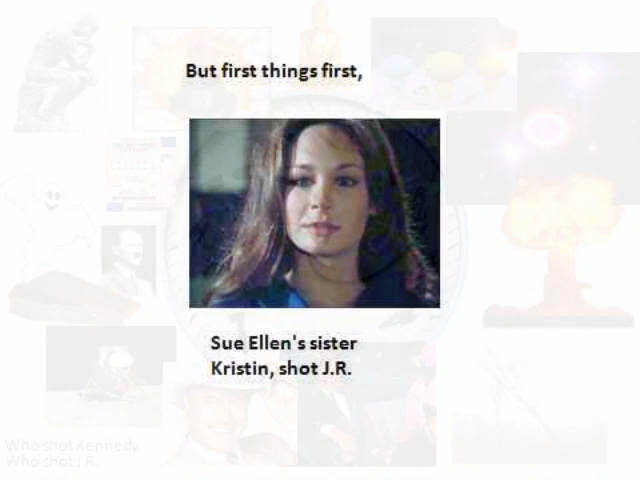 But first things first,
Sue Ellen's sister
Kristin, shot J.R.
Who shot Kennedy,
Who shot J.R.